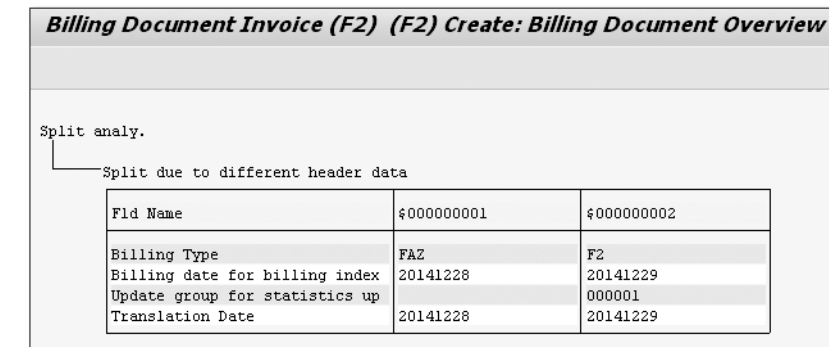 Billing Document Invoice (F2) (F2) Create: Billing Document Overview
Split analy.
Split due to different header data
Fld Name $000000001 $000000002
Billing Type FAZ F2
Billing date for billing index 20141228 20141229
Update group for statistics up 000001
Translation Date 20141228 20141229